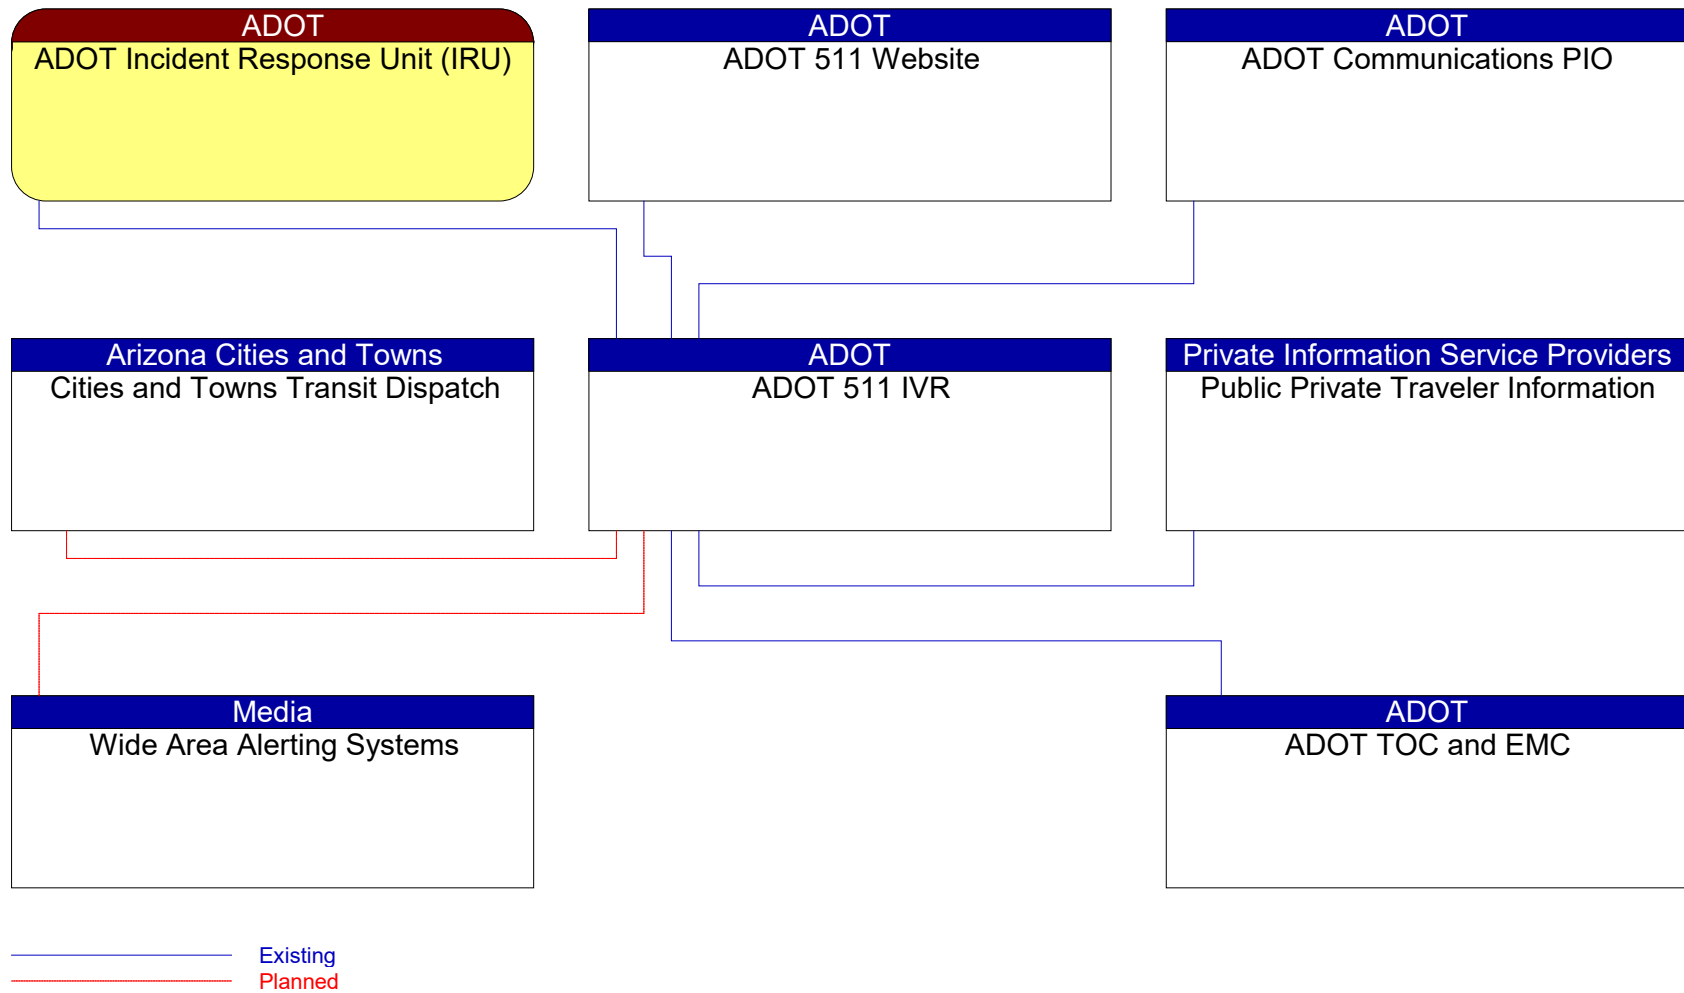 ADOT
ADOT Incident Response Unit (IRU)
ADOT
ADOT 511 Website
ADOT
ADOT Communications PIO
Arizona Cities and Towns
Cities and Towns Transit Dispatch
ADOT
ADOT 511 IVR
Private Information Service Providers
Public Private Traveler Information
Media
Wide Area Alerting Systems
ADOT
ADOT TOC and EMC
Existing
Planned